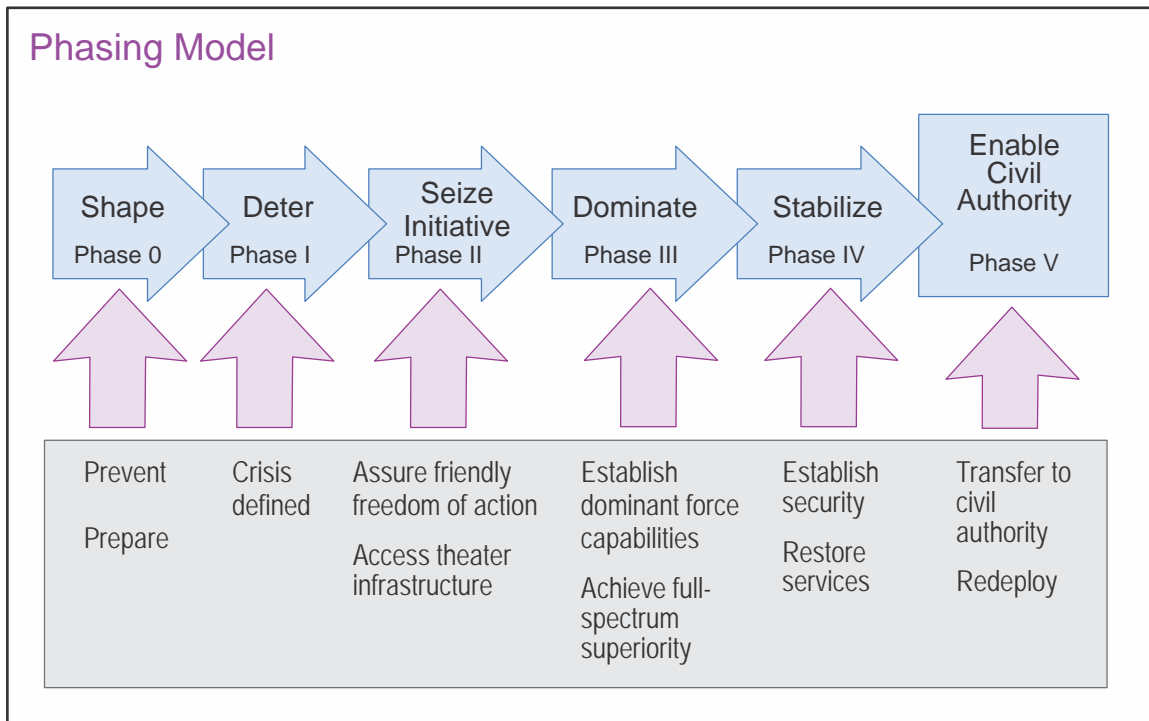 Phasing Model
Shape
Phase 0
Deter
Phase I
Seize
Initiative
Phase II
Dominate
Phase III
Stabilize
Phase IV
Enable
Civil
Authority
Phase V
Prevent
Prepare
Crisis
defined
Assure friendly
freedom of action
Access theater
infrastructure
Establish
dominant force
capabilities
Achieve full-
spectrum
superiority
Establish
security
Restore
services
Transfer to
civil
authority
Redeploy